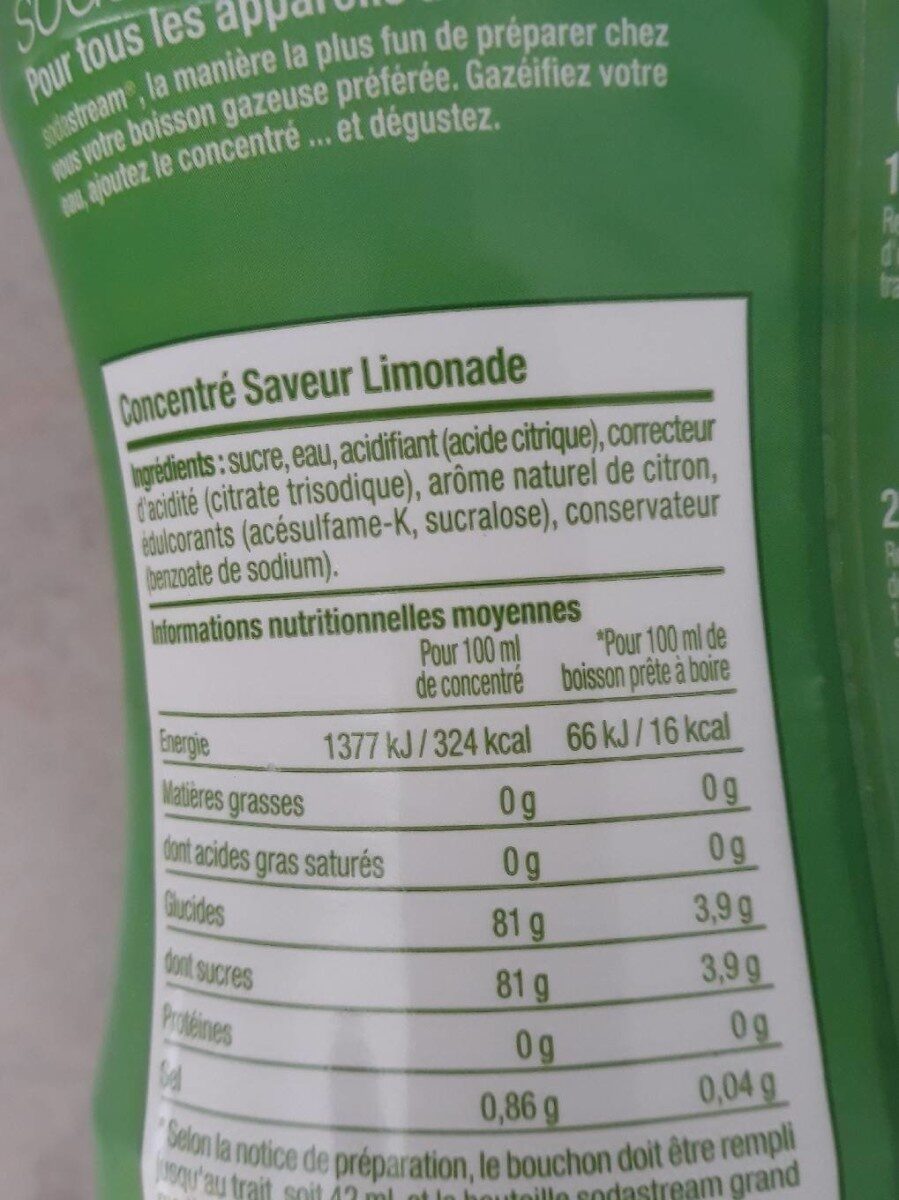 Pour tous les
sodastream®, la manière la plus fun de préparer chez
vous votre boisson gazeuse préférée. Gazéifiez votre
eau, ajoutez le concentré ... et dégustez.
Concentré Saveur Limonade
Ingrédients : sucre, eau, acidifiant (acide citrique), correcteur
d'acidité (citrate trisodique), arôme naturel de citron,
édulcorants (acésulfame-K, sucralose), conservateur
(benzoate de sodium).
Informations nutritionnelles moyennes
Pour 100 ml *Pour 100 ml de
de concentré boisson prête à boire
Energie 1377 kJ / 324 kcal 66 kJ / 16 kcal
Matières grasses 0 g 0 g
dont acides gras saturés 0 g 0 g
Glucides 81 g 3,9 g
dont sucres 81 g 3,9 g
Protéines 0 g 0 g
Sel 0,86 g 0,04 g
*Selon la notice de préparation, le bouchon doit être rempli
jusqu'au trait, soit 42 ml, et la bouteille sodastream grand
1
2